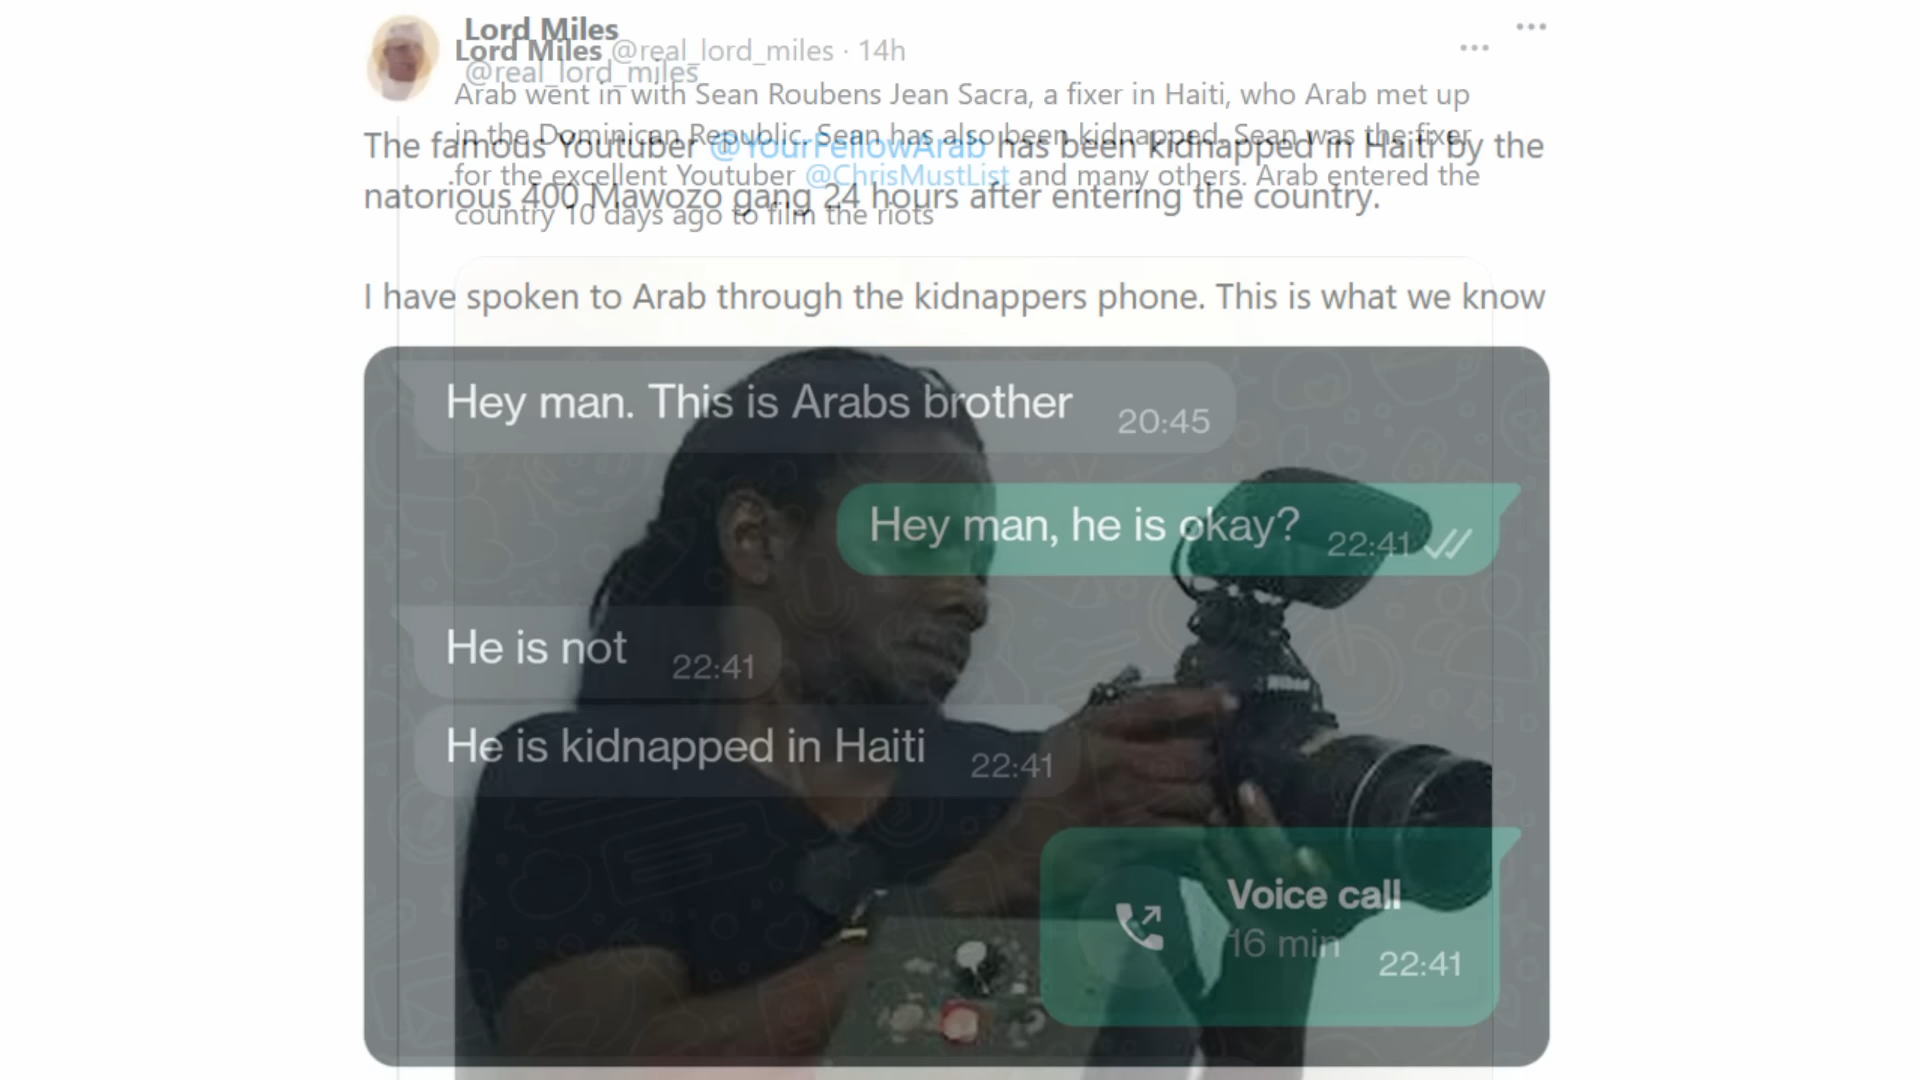 Lord Miles
@real_lord_miles
The famous Youtuber @YourFellowArab has been kidnapped in Haiti by the
natorious 400 Mawozo gang 24 hours after entering the country.
I have spoken to Arab through the kidnappers phone. This is what we know
Lord Miles @real_lord_miles · 14h
Arab went in with Sean Roubens Jean Sacra, a fixer in Haiti, who Arab met up
in the Dominican Republic. Sean has also been kidnapped. Sean was the fixer
for the excellent Youtuber @ChrisMustList and many others. Arab entered the
country 10 days ago to film the riots
Hey man. This is Arabs brother 20:45
Hey man, he is okay? 22:41
He is not 22:41
He is kidnapped in Haiti 22:41
Voice call
16 min 22:41